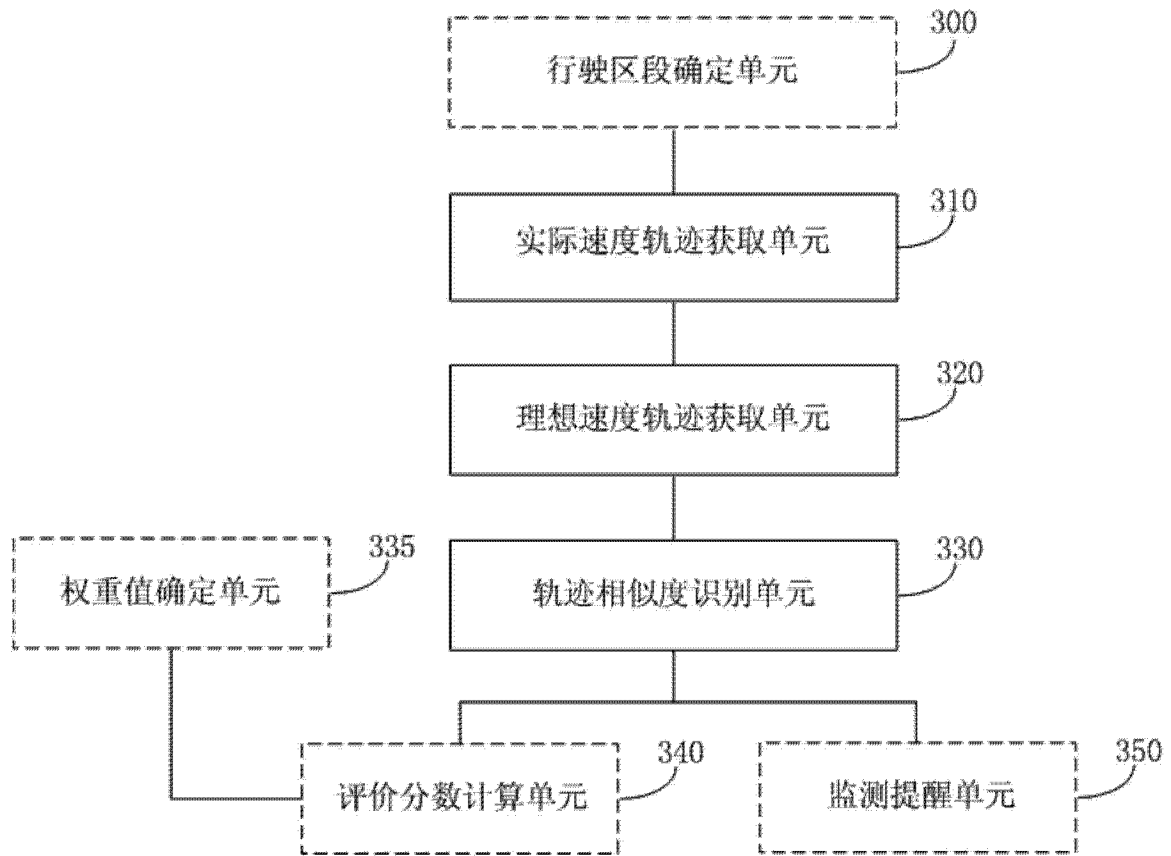 300
行驶区段确定单元
310
实际速度轨迹获取单元
320
理想速度轨迹获取单元
335
权重值确定单元
330
轨迹相似度识别单元
340
评价分数计算单元
350
监测提醒单元